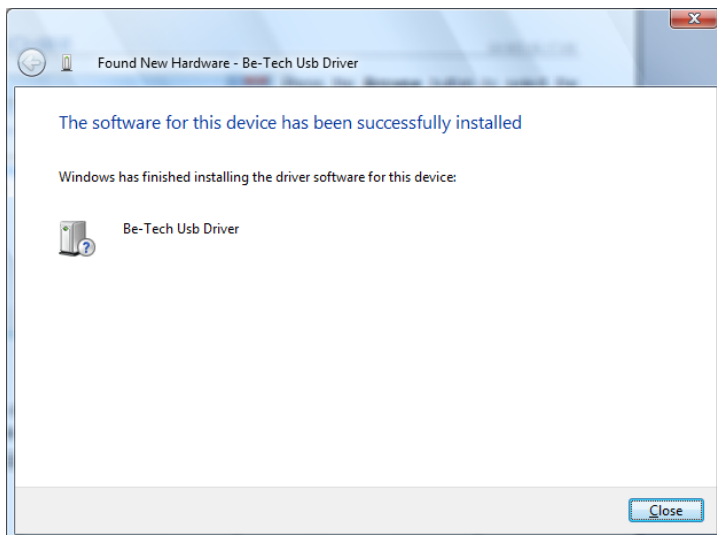 Found New Hardware - Be-Tech Usb Driver
The software for this device has been successfully installed
Windows has finished installing the driver software for this device:
Be-Tech Usb Driver
Close